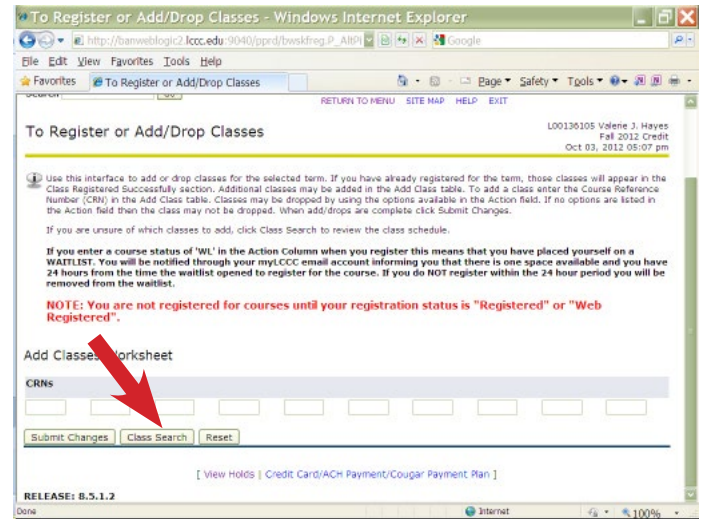 To Register or Add/Drop Classes - Windows Internet Explorer
http://banweblogic2.lccc.edu:9040/pprd/bwskfreg.P_AltPi
Google
File Edit View Favorites Tools Help
Favorites To Register or Add/Drop Classes Page Safety Tools
Search Go RETURN TO MENU SITE MAP HELP EXIT
To Register or Add/Drop Classes
L00136105 Valerie J. Hayes
Fall 2012 Credit
Oct 03, 2012 05:07 pm
Use this interface to add or drop classes for the selected term. If you have already registered for the term, those classes will appear in the
Class Registered Successfully section. Additional classes may be added in the Add Class table. To add a class enter the Course Reference
Number (CRN) in the Add Class table. Classes may be dropped by using the options available in the Action field. If no options are listed in
the Action field then the class may not be dropped. When add/drops are complete click Submit Changes.
If you are unsure of which classes to add, click Class Search to review the class schedule.
If you enter a course status of 'WL' in the Action Column when you register this means that you have placed yourself on a
WAITLIST. You will be notified through your myLCCC email account informing you that there is one space available and you have
24 hours from the time the waitlist opened to register for the course. If you do NOT register within the 24 hour period you will be
removed from the waitlist.
NOTE: You are not registered for courses until your registration status is "Registered" or "Web
Registered".
Add Classes Worksheet
CRNs
Submit Changes Class Search Reset
[ View Holds | Credit Card/ACH Payment/Cougar Payment Plan ]
RELEASE: 8.5.1.2
Done Internet 100%